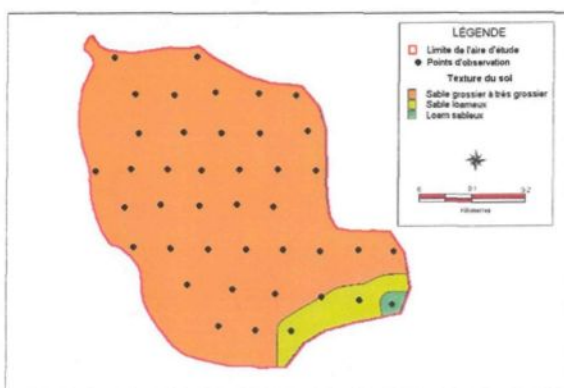 LÉGENDE
Limite de l'aire d'étude
Points d'observation
Texture du sol
Sable grossier à très grossier
Sable loameux
Loam sableux
0 0.1 0.2
Kilomètres